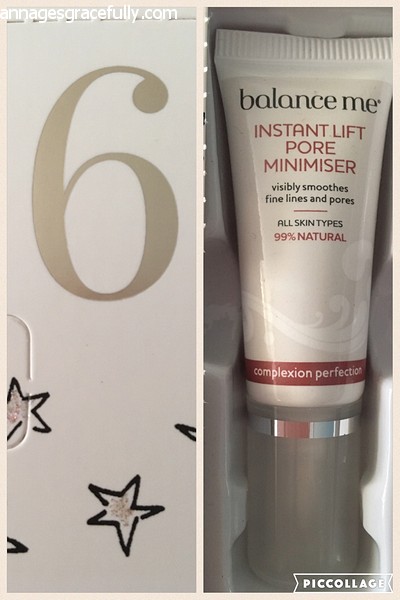 annagesgracefully.com
6
balance me
INSTANT LIFT
PORE
MINIMISER
visibly smoothes
fine lines and pores
ALL SKIN TYPES
99% NATURAL
complexion perfection
PICCOLLAGE